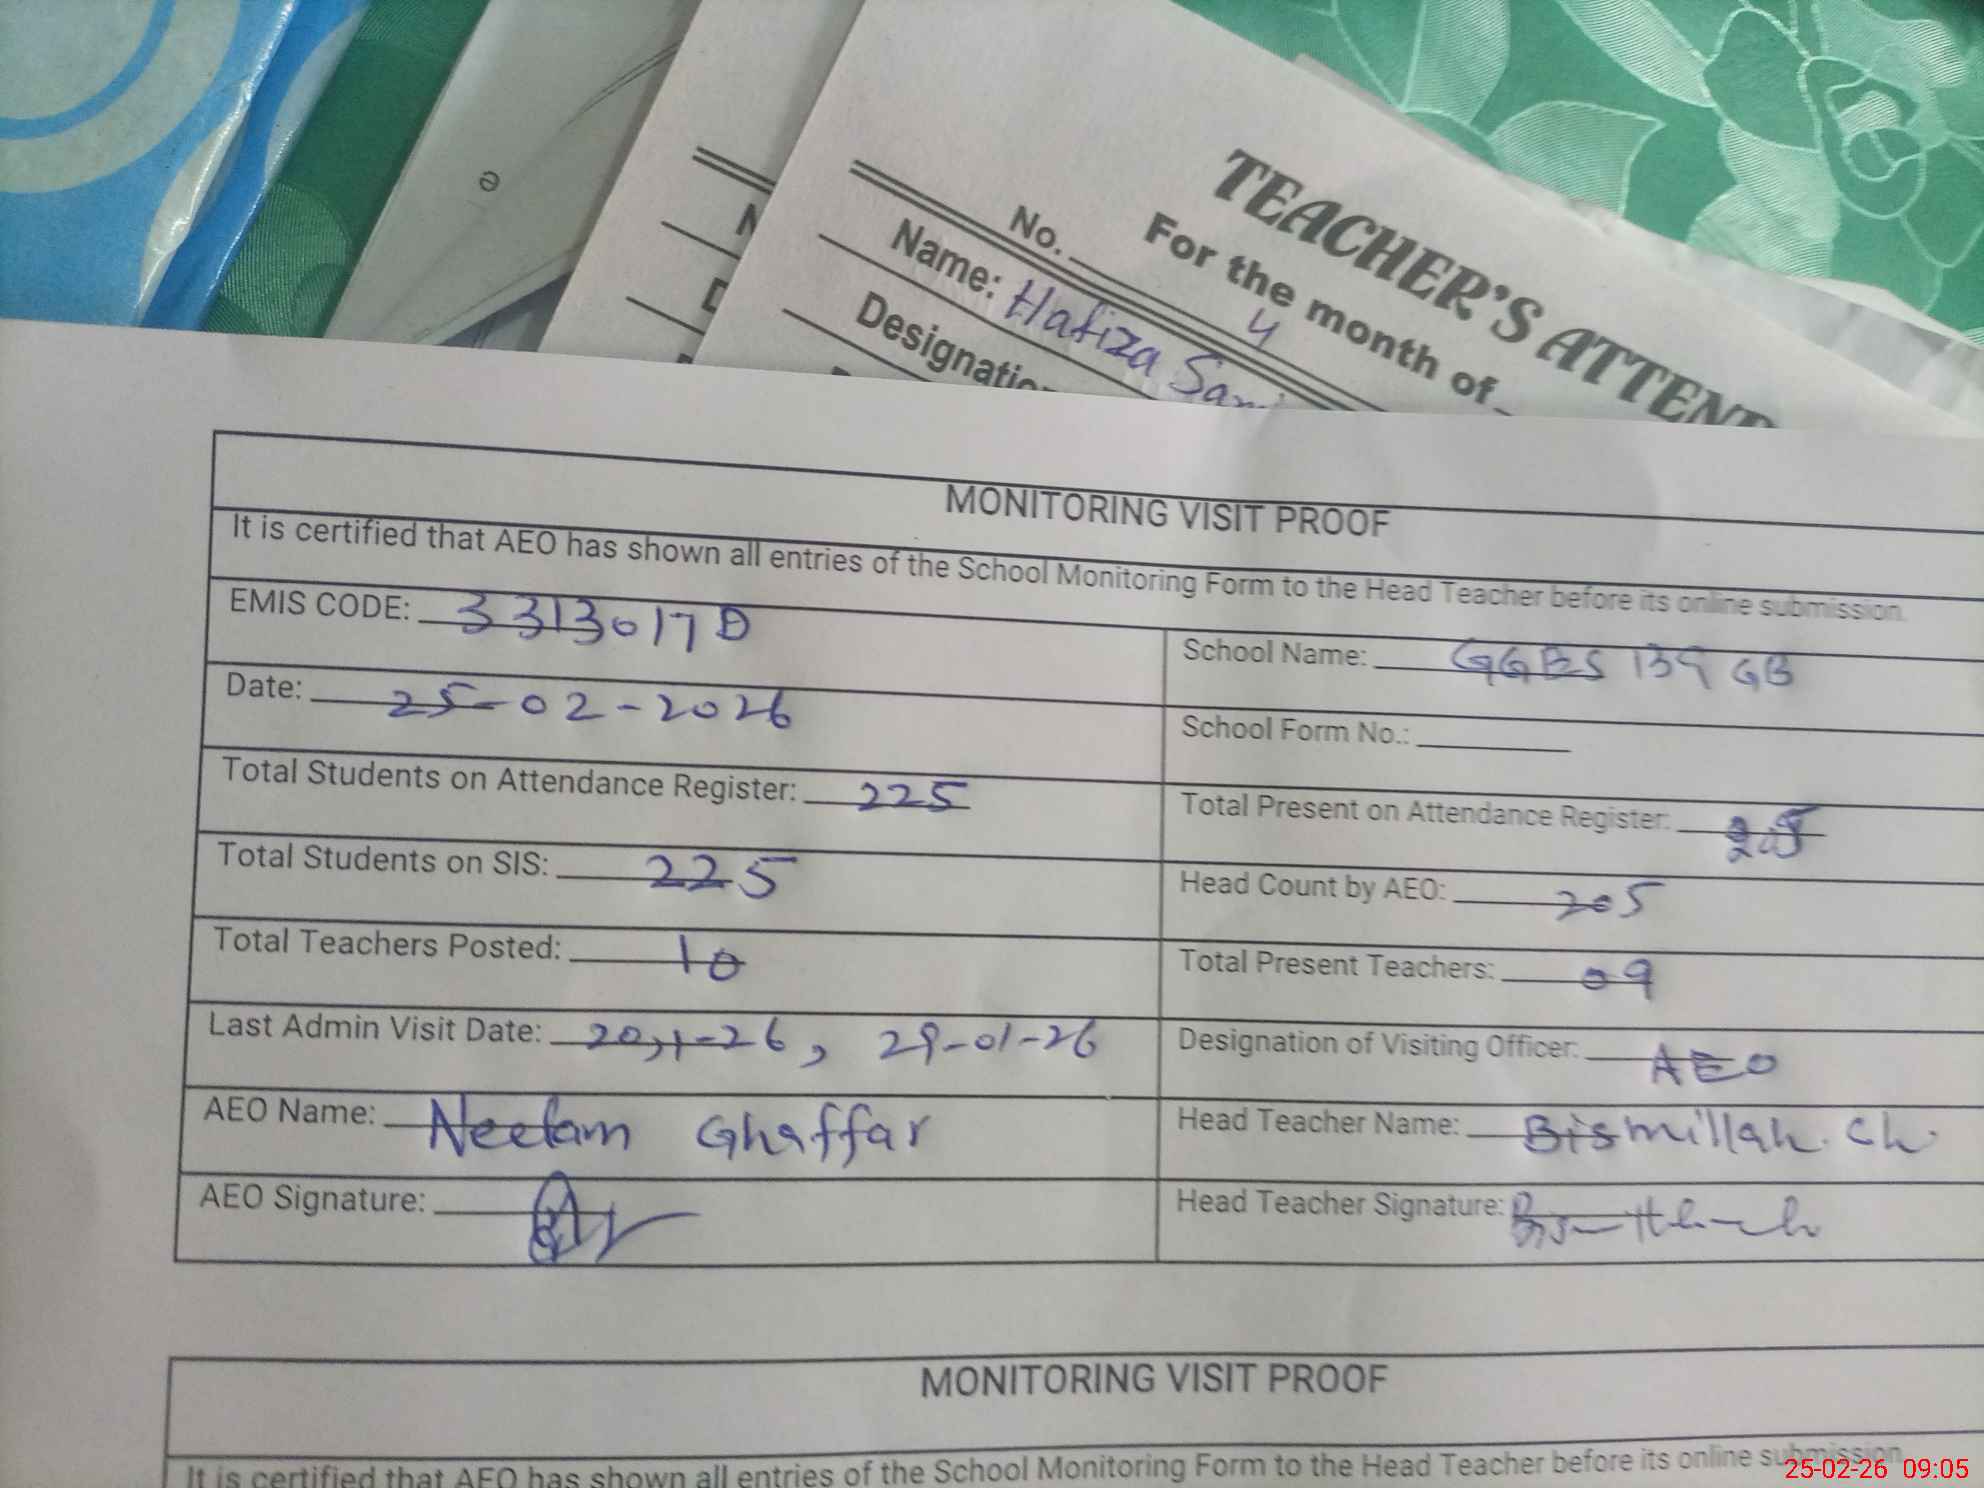 TEACHER'S ATTEND
For the month of
No. 4
Name: Hafiza
Designatio
MONITORING VISIT PROOF
It is certified that AEO has shown all entries of the School Monitoring Form to the Head Teacher before its online submission.
EMIS CODE: 33130170
School Name: GGES 139 GB
Date: 25-02-2026
School Form No.:
Total Students on Attendance Register: 225
Total Present on Attendance Register: 205
Total Students on SIS: 225
Head Count by AEO: 205
Total Teachers Posted: 10
Total Present Teachers: 09
Last Admin Visit Date: 29-01-26
Designation of Visiting Officer: AEO
AEO Name: Neelam Ghaffar
Head Teacher Name: Bismillah. Ch.
AEO Signature:
Head Teacher Signature:
MONITORING VISIT PROOF
It is certified that AEO has shown all entries of the School Monitoring Form to the Head Teacher before its online submission.
25-02-26 09:05